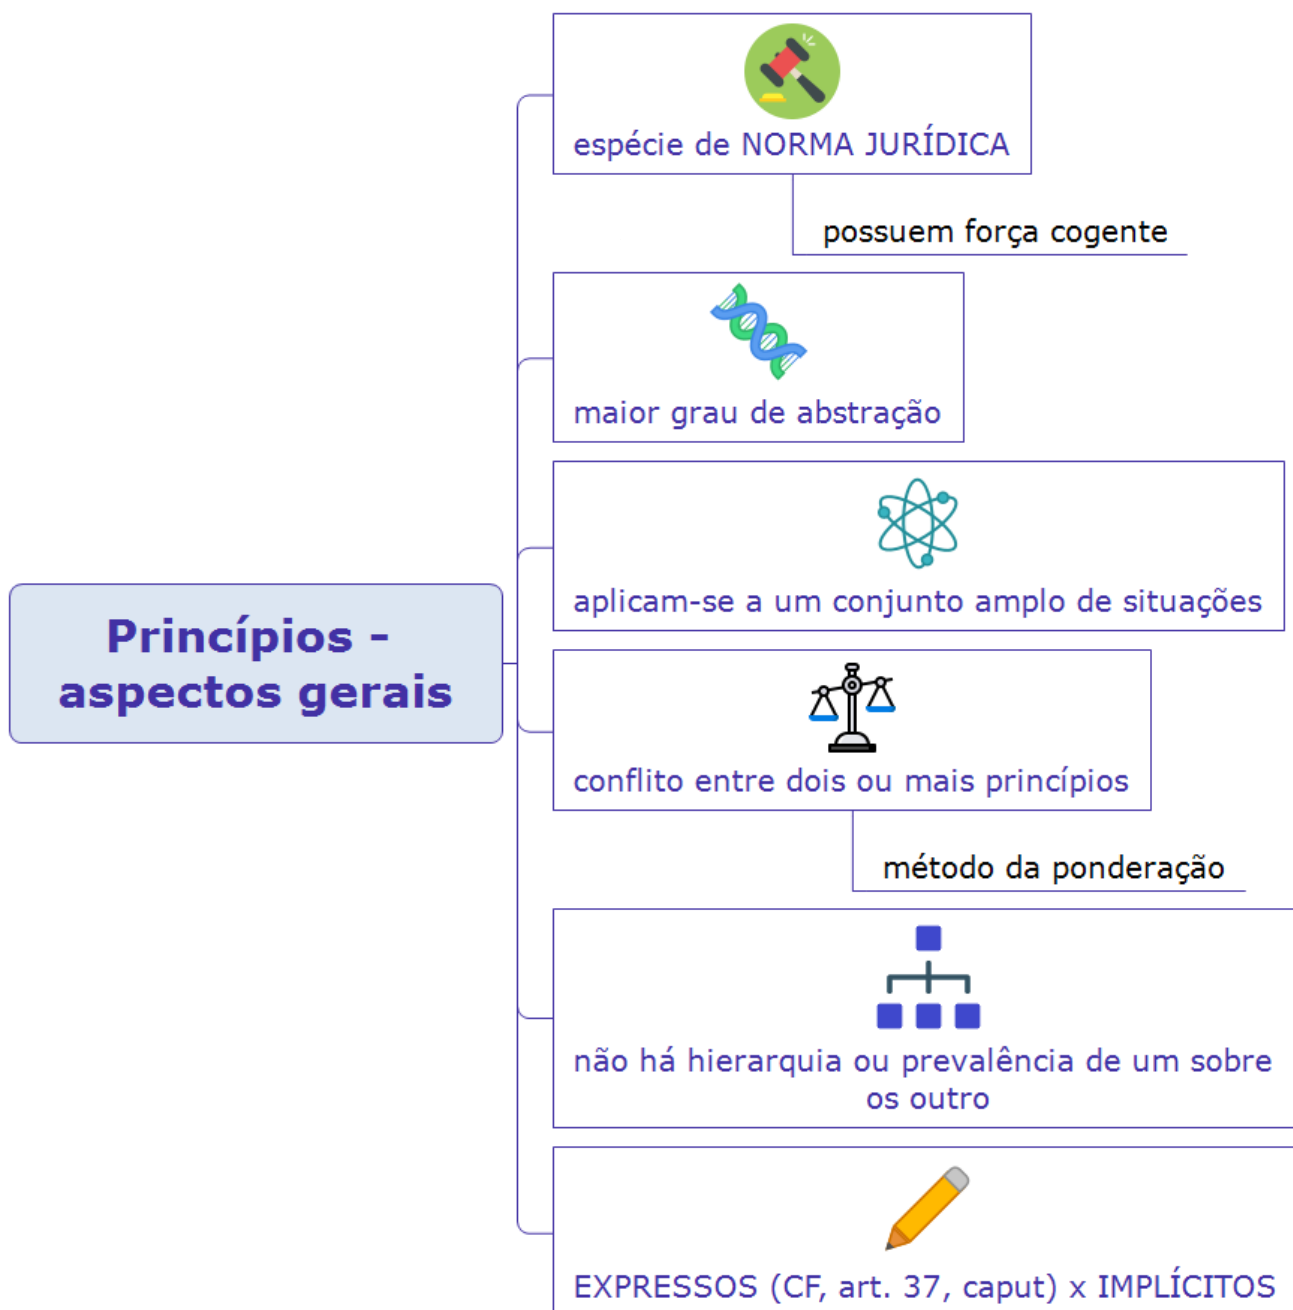 espécie de NORMA JURÍDICA
possuem força cogente
maior grau de abstração
aplicam-se a um conjunto amplo de situações
Princípios -
aspectos gerais
conflito entre dois ou mais princípios
método da ponderação
não há hierarquia ou prevalência de um sobre
os outro
EXPRESSOS (CF, art. 37, caput) x IMPLÍCITOS